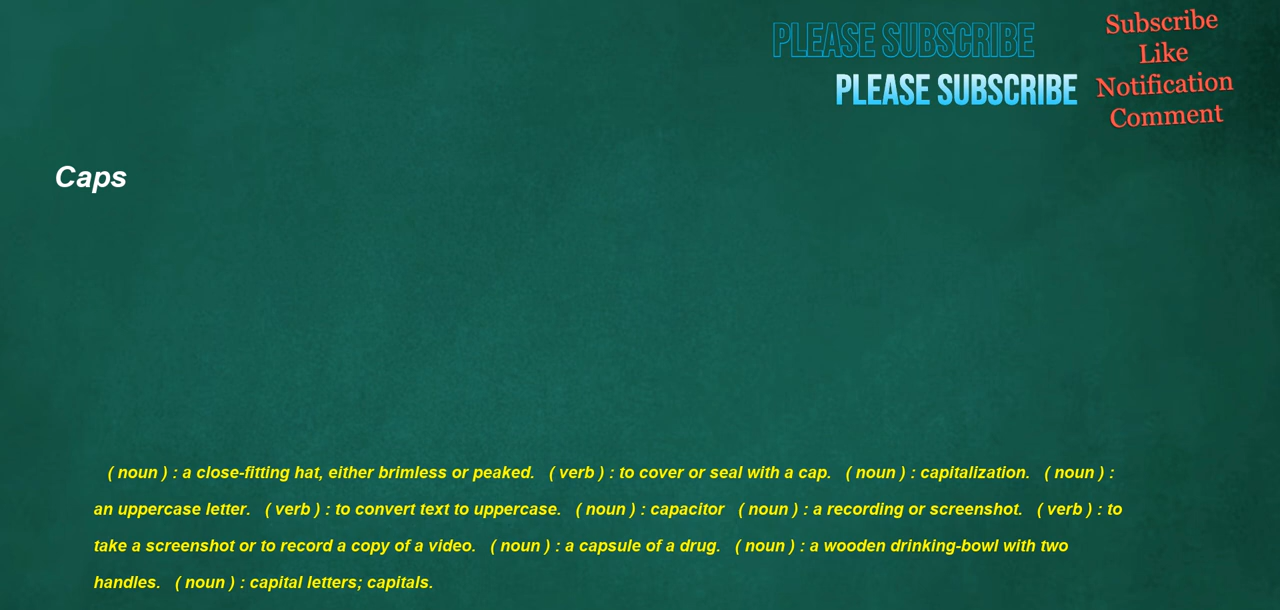 PLEASE SUBSCRIBE
PLEASE SUBSCRIBE
Subscribe
Like
Notification
Comment
Caps
( noun ) : a close-fitting hat, either brimless or peaked. ( verb ) : to cover or seal with a cap. ( noun ) : capitalization. ( noun ) :
an uppercase letter. ( verb ) : to convert text to uppercase. ( noun ) : capacitor ( noun ) : a recording or screenshot. ( verb ) : to
take a screenshot or to record a copy of a video. ( noun ) : a capsule of a drug. ( noun ) : a wooden drinking-bowl with two
handles. ( noun ) : capital letters; capitals.